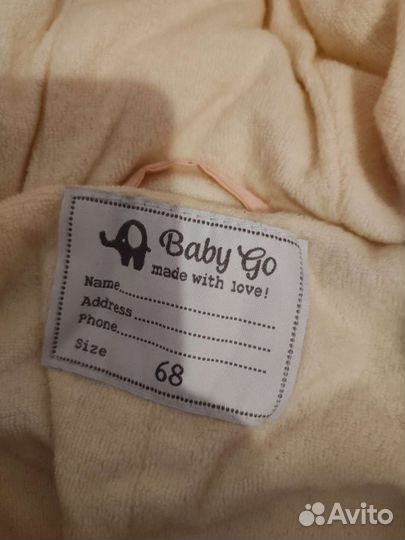 Baby Go
made with love!
Name
Address
Phone
Size 68
Avito